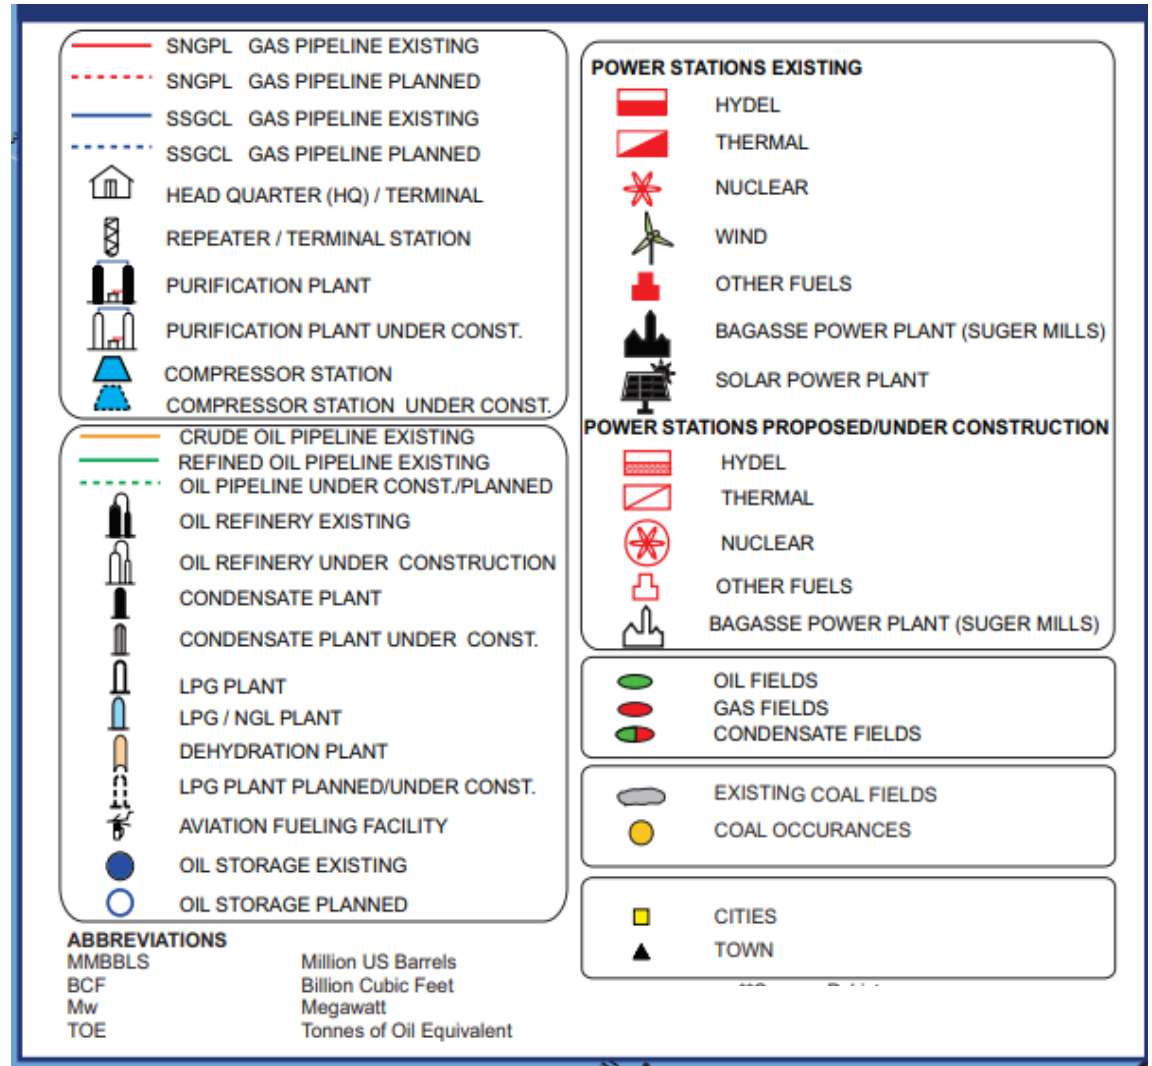 SNGPL GAS PIPELINE EXISTING
SNGPL GAS PIPELINE PLANNED
SSGCL GAS PIPELINE EXISTING
SSGCL GAS PIPELINE PLANNED
HEAD QUARTER (HQ) / TERMINAL
REPEATER / TERMINAL STATION
PURIFICATION PLANT
PURIFICATION PLANT UNDER CONST.
COMPRESSOR STATION
COMPRESSOR STATION UNDER CONST.
CRUDE OIL PIPELINE EXISTING
REFINED OIL PIPELINE EXISTING
OIL PIPELINE UNDER CONST./PLANNED
OIL REFINERY EXISTING
OIL REFINERY UNDER CONSTRUCTION
CONDENSATE PLANT
CONDENSATE PLANT UNDER CONST.
LPG PLANT
LPG / NGL PLANT
DEHYDRATION PLANT
LPG PLANT PLANNED/UNDER CONST.
AVIATION FUELING FACILITY
OIL STORAGE EXISTING
OIL STORAGE PLANNED
ABBREVIATIONS
MMBBLS Million US Barrels
BCF Billion Cubic Feet
Mw Megawatt
TOE Tonnes of Oil Equivalent
POWER STATIONS EXISTING
HYDEL
THERMAL
NUCLEAR
WIND
OTHER FUELS
BAGASSE POWER PLANT (SUGER MILLS)
SOLAR POWER PLANT
POWER STATIONS PROPOSED/UNDER CONSTRUCTION
HYDEL
THERMAL
NUCLEAR
OTHER FUELS
BAGASSE POWER PLANT (SUGER MILLS)
OIL FIELDS
GAS FIELDS
CONDENSATE FIELDS
EXISTING COAL FIELDS
COAL OCCURANCES
CITIES
TOWN